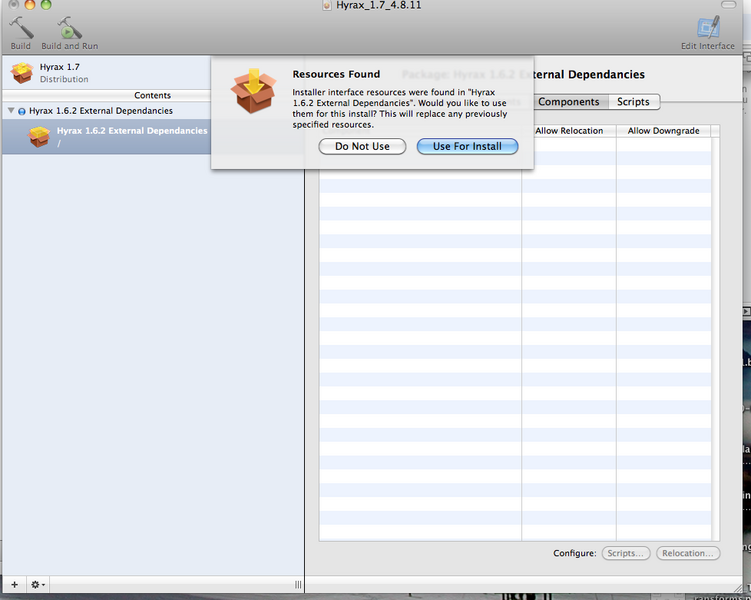 Hyrax_1.7_4.8.11
Build
Build and Run
Edit Interface
Hyrax 1.7
Distribution
Contents
Hyrax 1.6.2 External Dependancies
Hyrax 1.6.2 External Dependancies
/
Resources Found
Installer interface resources were found in "Hyrax
1.6.2 External Dependancies". Would you like to use
them for this install? This will replace any previously
specified resources.
Do Not Use
Use For Install
Package: Hyrax 1.6.2 External Dependancies
Components
Scripts
Allow Relocation
Allow Downgrade
Configure:
Scripts...
Relocation...